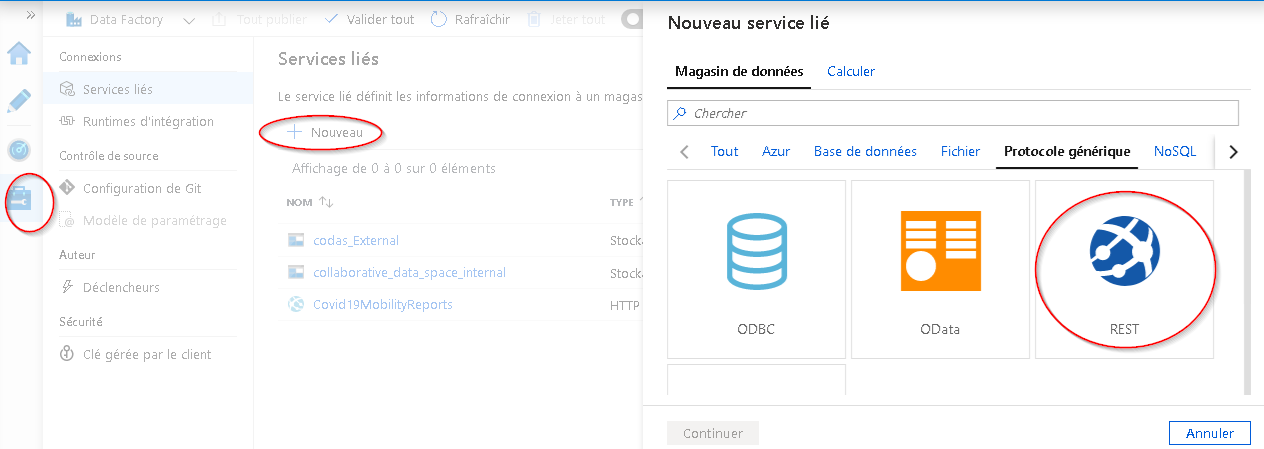 »
Data Factory
Tout publier
Valider tout
Rafraîchir
Jeter tout
Connexions
Services liés
Runtimes d'intégration
Contrôle de source
Configuration de Git
Modèle de paramétrage
Auteur
Déclencheurs
Sécurité
Clé gérée par le client
Services liés
Le service lié définit les informations de connexion à un magas
Nouveau
Affichage de 0 à 0 sur 0 éléments
NOM TYPE
codas_External Stocka
collaborative_data_space_internal Stocka
Covid19MobilityReports HTTP
Nouveau service lié
Magasin de données Calculer
Chercher
Tout Azur Base de données Fichier Protocole générique NoSQL
ODBC OData REST
Continuer Annuler